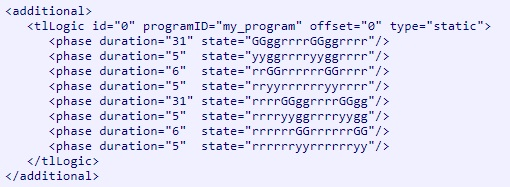 <additional>
<tlLogic id="0" programID="my_program" offset="0" type="static">
<phase duration="31" state="GGggrrrrGGggrrrr"/>
<phase duration="5"  state="yyggrrrryyggrrrr"/>
<phase duration="6"  state="rrGGrrrrrrGGrrrr"/>
<phase duration="5"  state="rryyrrrrrryyrrrr"/>
<phase duration="31" state="rrrrGGggrrrrGGgg"/>
<phase duration="5"  state="rrrryyggrrrryygg"/>
<phase duration="6"  state="rrrrrrGGrrrrrrGG"/>
<phase duration="5"  state="rrrrrryyrrrrrryy"/>
</tlLogic>
</additional>